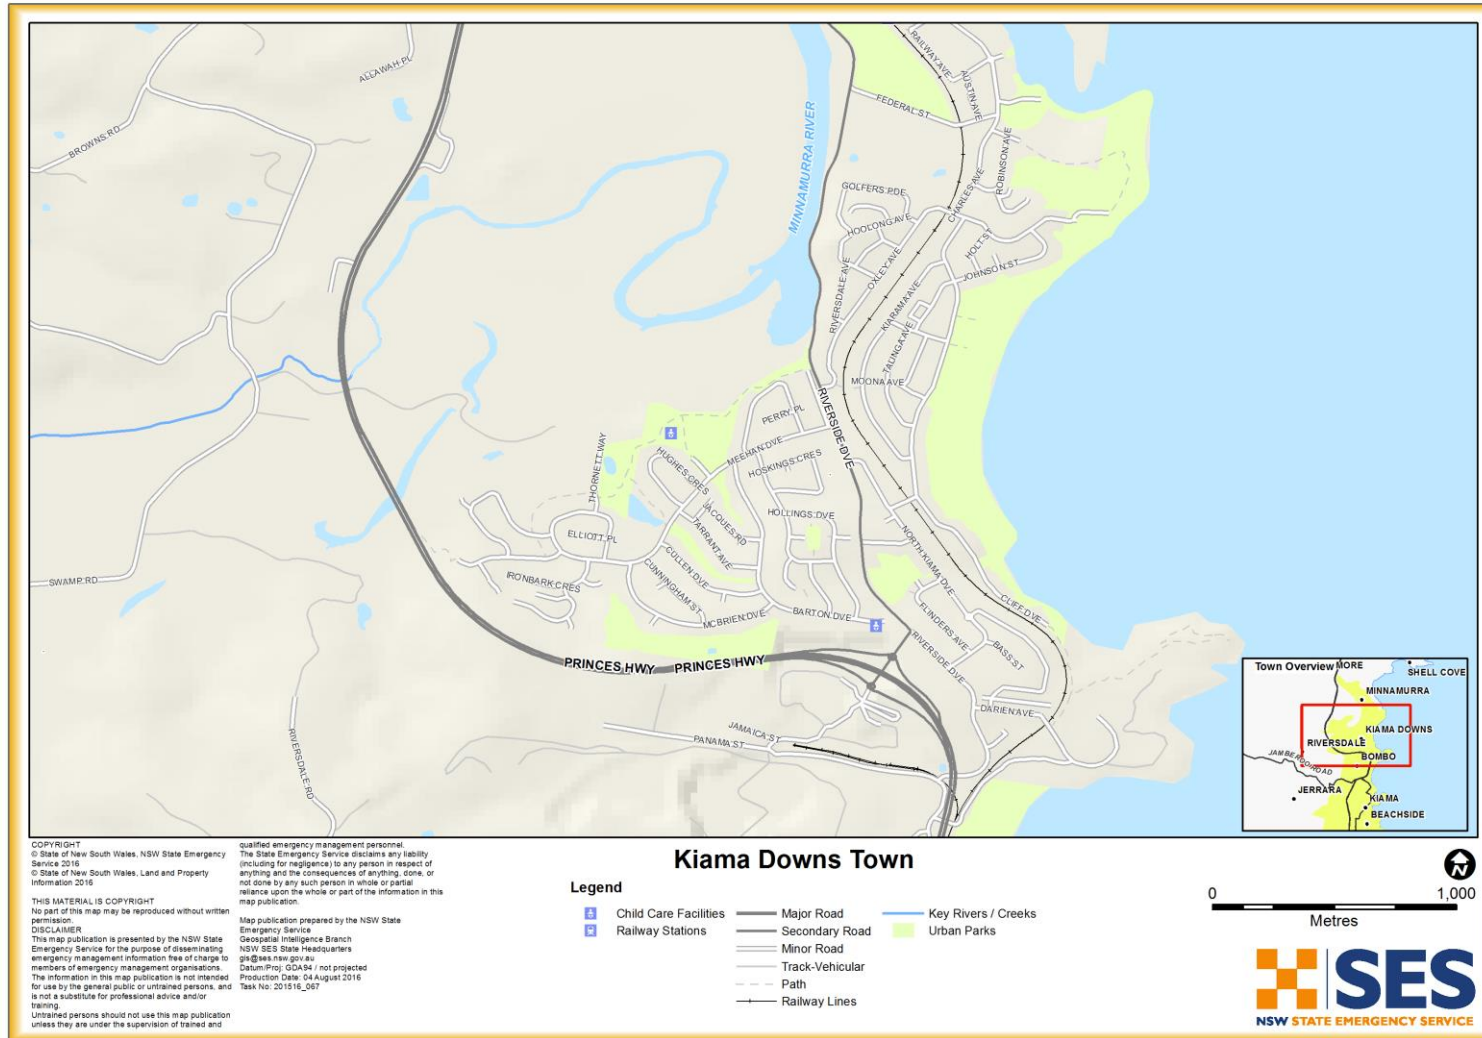 ALLAWAH PL
BROWNS RD
MINNAMURRA RIVER
RAILWAY AVE
AUSTIN AVE
FEDERAL ST
ROBINSON AVE
CHARLES AVE
GOLFERS PDE
HOOLONG AVE
HOLT ST
OXLEY AVE
JOHNSON ST
RIVERSDALE AVE
KIARAMA AVE
TALINGA AVE
MOONA AVE
RIVERSIDE DVE
PERRY PL
MEEHAN DVE
HOSKINGS CRES
THORNETT WAY
HUGHES CRES
JACQUES RD
HOLLINGS DVE
TARRANT AVE
ELLIOTT PL
CULLEN DVE
NORTH KIAMA DVE
SWAMP RD
IRONBARK CRES
CUNNINGHAM ST
CLIFF DVE
MCBRIEN DVE
BARTON DVE
FLINDERS AVE
BASS ST
RIVERSIDE DVE
PRINCES HWY
PRINCES HWY
DARIEN AVE
JAMAICA ST
PANAMA ST
RIVERSDALE RD
Town Overview
MORE
SHELL COVE
MINNAMURRA
KIAMA DOWNS
RIVERSDALE
JAMBEROO ROAD
BOMBO
JERRARA
KIAMA
BEACHSIDE
COPYRIGHT
© State of New South Wales, NSW State Emergency
Service 2016
© State of New South Wales, Land and Property
Information 2016
THIS MATERIAL IS COPYRIGHT
No part of this map may be reproduced without written
permission.
DISCLAIMER
This map publication is presented by the NSW State
Emergency Service for the purpose of disseminating
emergency management information free of charge to
members of emergency management organisations.
The information in this map publication is not intended
for use by the general public or untrained persons, and
is not a substitute for professional advice and/or
training.
Untrained persons should not use this map publication
unless they are under the supervision of trained and
qualified emergency management personnel.
The State Emergency Service disclaims any liability
(including for negligence) to any person in respect of
anything and the consequences of anything, done, or
not done by any such person in whole or partial
reliance upon the whole or part of the information in this
map publication.
Map publication prepared by the NSW State
Emergency Service
Geospatial Intelligence Branch
NSW SES State Headquarters
gis@ses.nsw.gov.au
Datum/Proj: GDA94 / not projected
Production Date: 04 August 2016
Task No: 201516_067
Kiama Downs Town
Legend
Child Care Facilities
Railway Stations
Major Road
Secondary Road
Minor Road
Track-Vehicular
Path
Railway Lines
Key Rivers / Creeks
Urban Parks
N
0 1,000
Metres
SES
NSW STATE EMERGENCY SERVICE